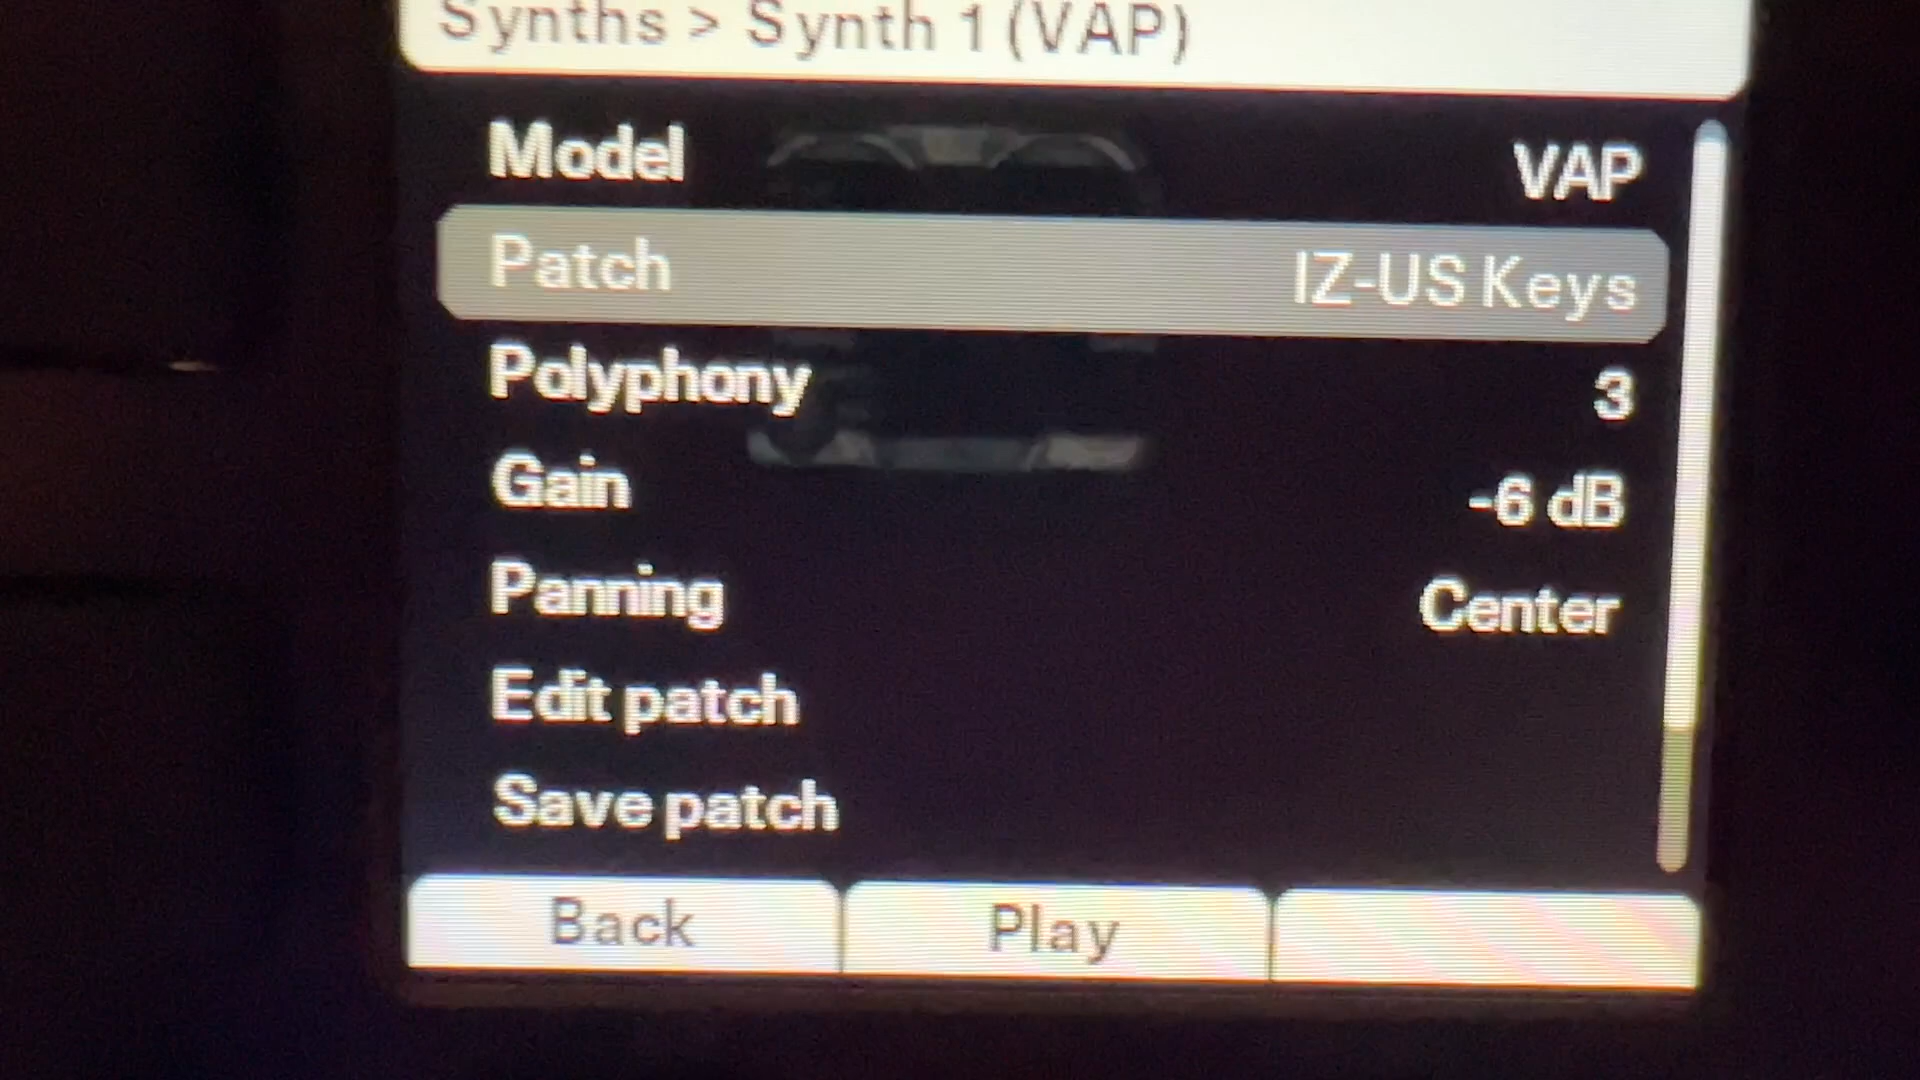 Synths > Synth 1 (VAP)
Model VAP
Patch IZ-US Keys
Polyphony 3
Gain -6 dB
Panning Center
Edit patch
Save patch
Back Play